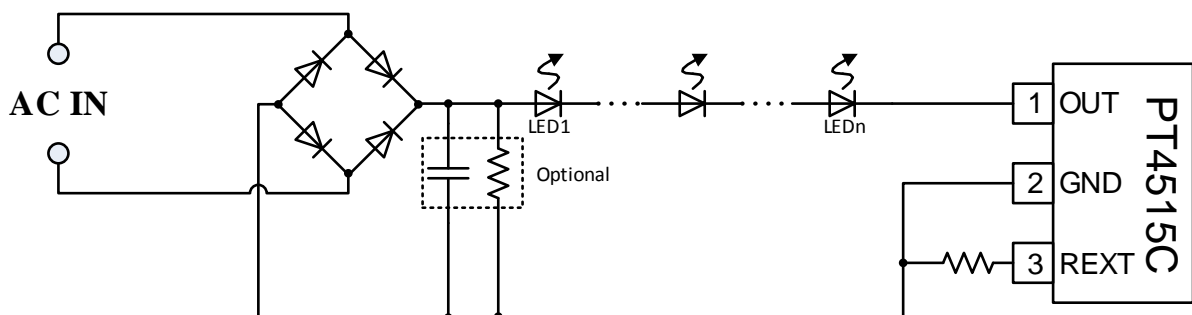 AC IN
LED1
LEDn
Optional
1 OUT
2 GND
3 REXT
PT4515C